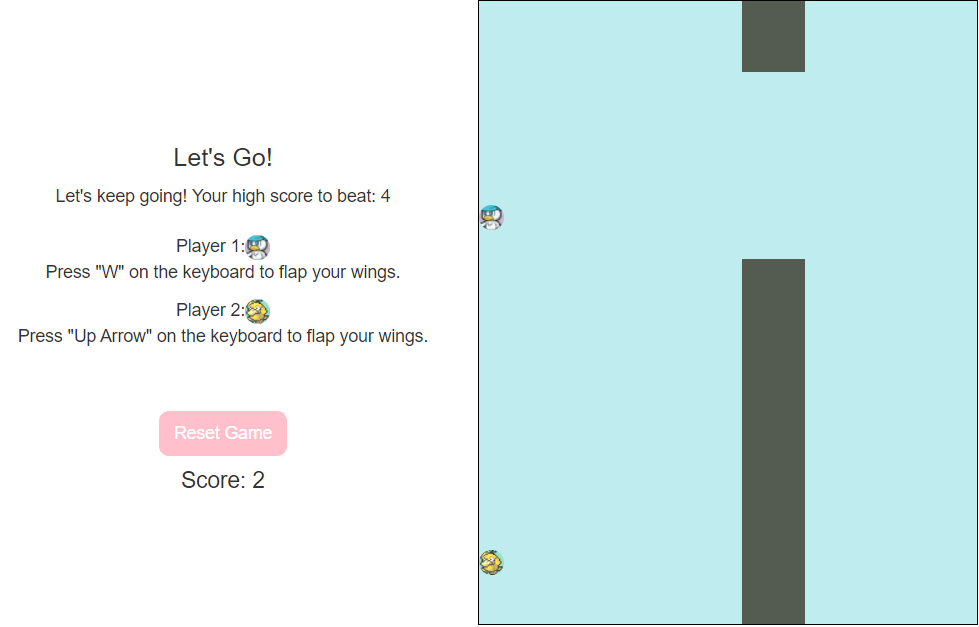 Let's Go!
Let's keep going! Your high score to beat: 4
Player 1:
Press "W" on the keyboard to flap your wings.
Player 2:
Press "Up Arrow" on the keyboard to flap your wings.
Reset Game
Score: 2